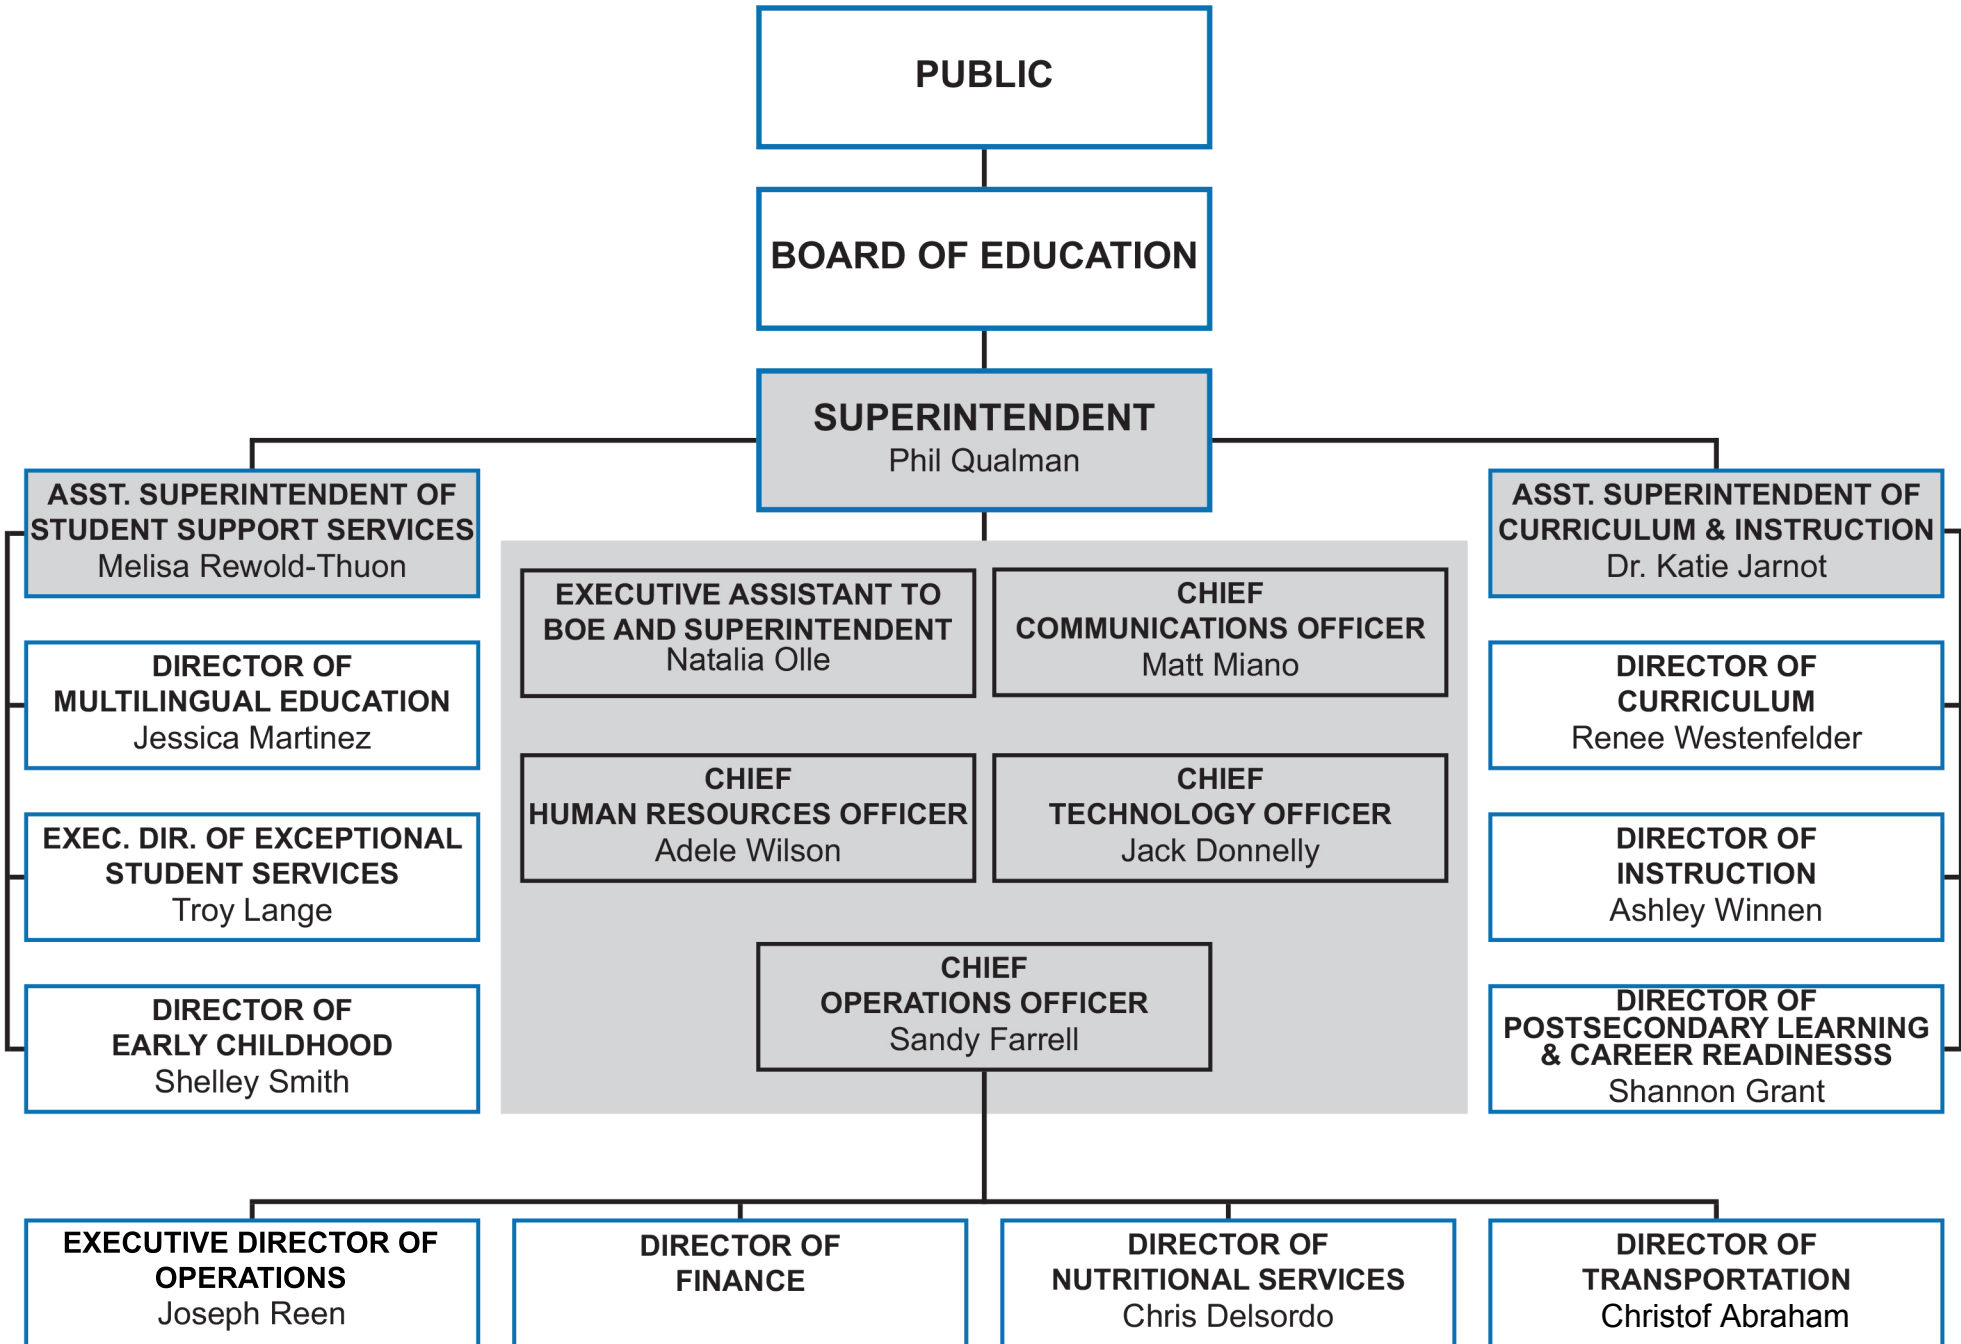 PUBLIC
BOARD OF EDUCATION
SUPERINTENDENT
Phil Qualman
ASST. SUPERINTENDENT OF
STUDENT SUPPORT SERVICES
Melisa Rewold-Thuon
DIRECTOR OF
MULTILINGUAL EDUCATION
Jessica Martinez
EXEC. DIR. OF EXCEPTIONAL
STUDENT SERVICES
Troy Lange
DIRECTOR OF
EARLY CHILDHOOD
Shelley Smith
EXECUTIVE ASSISTANT TO
BOE AND SUPERINTENDENT
Natalia Olle
CHIEF
COMMUNICATIONS OFFICER
Matt Miano
CHIEF
HUMAN RESOURCES OFFICER
Adele Wilson
CHIEF
TECHNOLOGY OFFICER
Jack Donnelly
CHIEF
OPERATIONS OFFICER
Sandy Farrell
ASST. SUPERINTENDENT OF
CURRICULUM & INSTRUCTION
Dr. Katie Jarnot
DIRECTOR OF
CURRICULUM
Renee Westenfelder
DIRECTOR OF
INSTRUCTION
Ashley Winnen
DIRECTOR OF
POSTSECONDARY LEARNING
& CAREER READINESSS
Shannon Grant
EXECUTIVE DIRECTOR OF
OPERATIONS
Joseph Reen
DIRECTOR OF
FINANCE
DIRECTOR OF
NUTRITIONAL SERVICES
Chris Delsordo
DIRECTOR OF
TRANSPORTATION
Christof Abraham